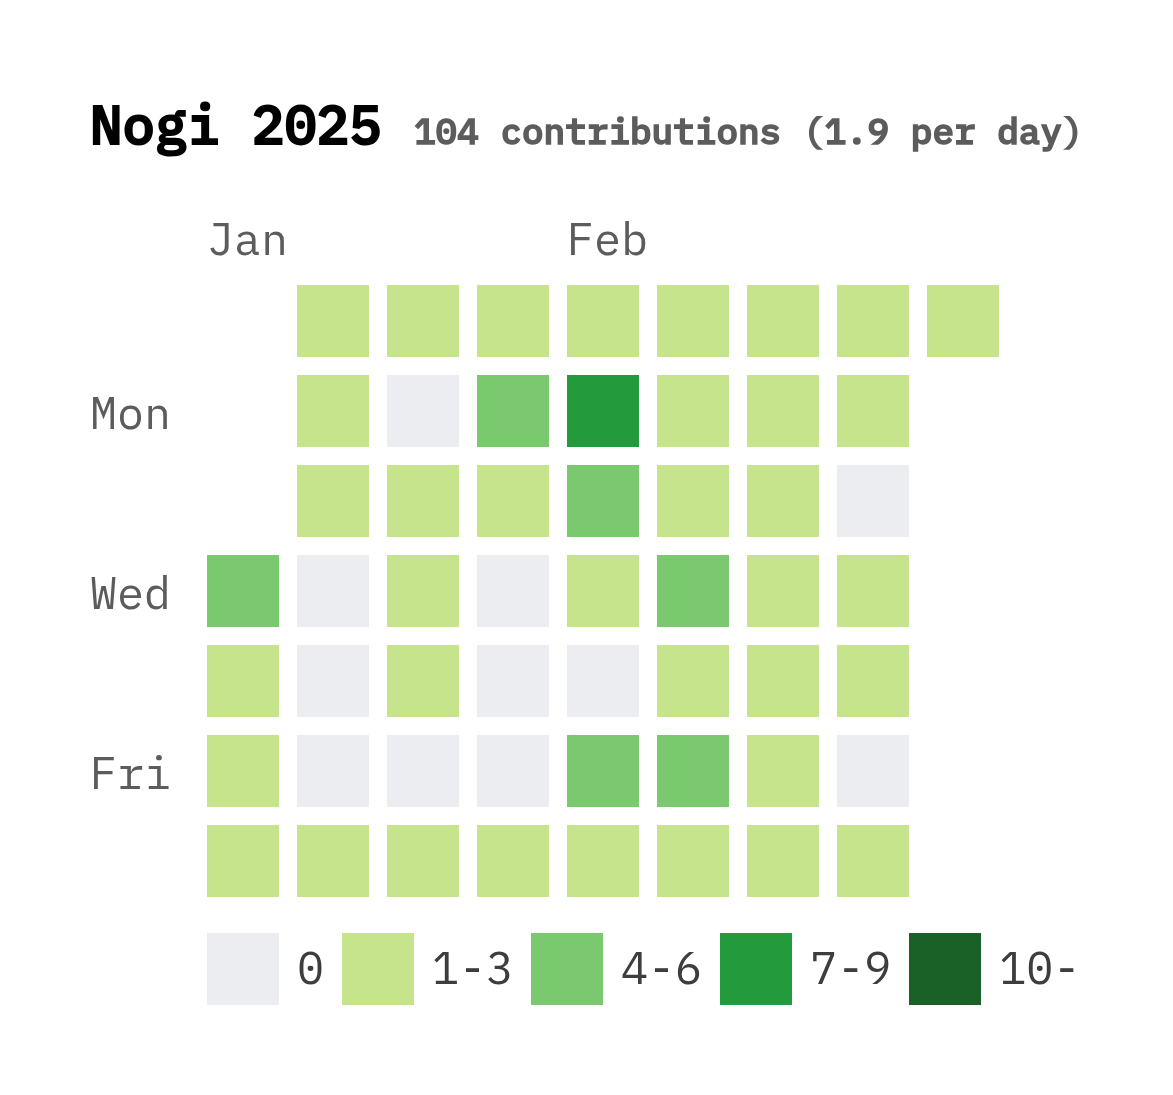 Nogi 2025 104 contributions (1.9 per day)
Jan Feb
Mon
Wed
Fri
0 1-3 4-6 7-9 10-